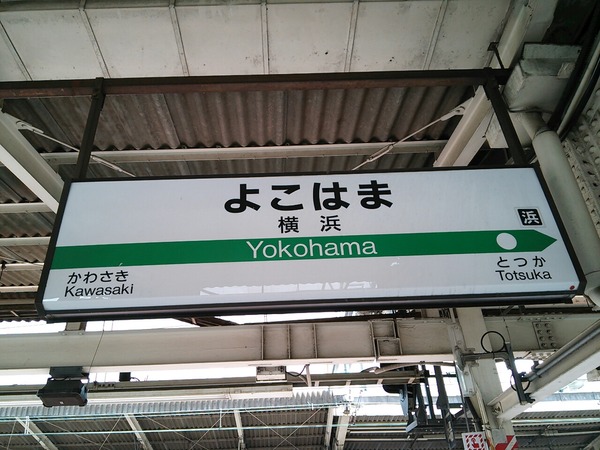 よこはま
横浜
浜
Yokohama
かわさき
Kawasaki
とつか
Totsuka